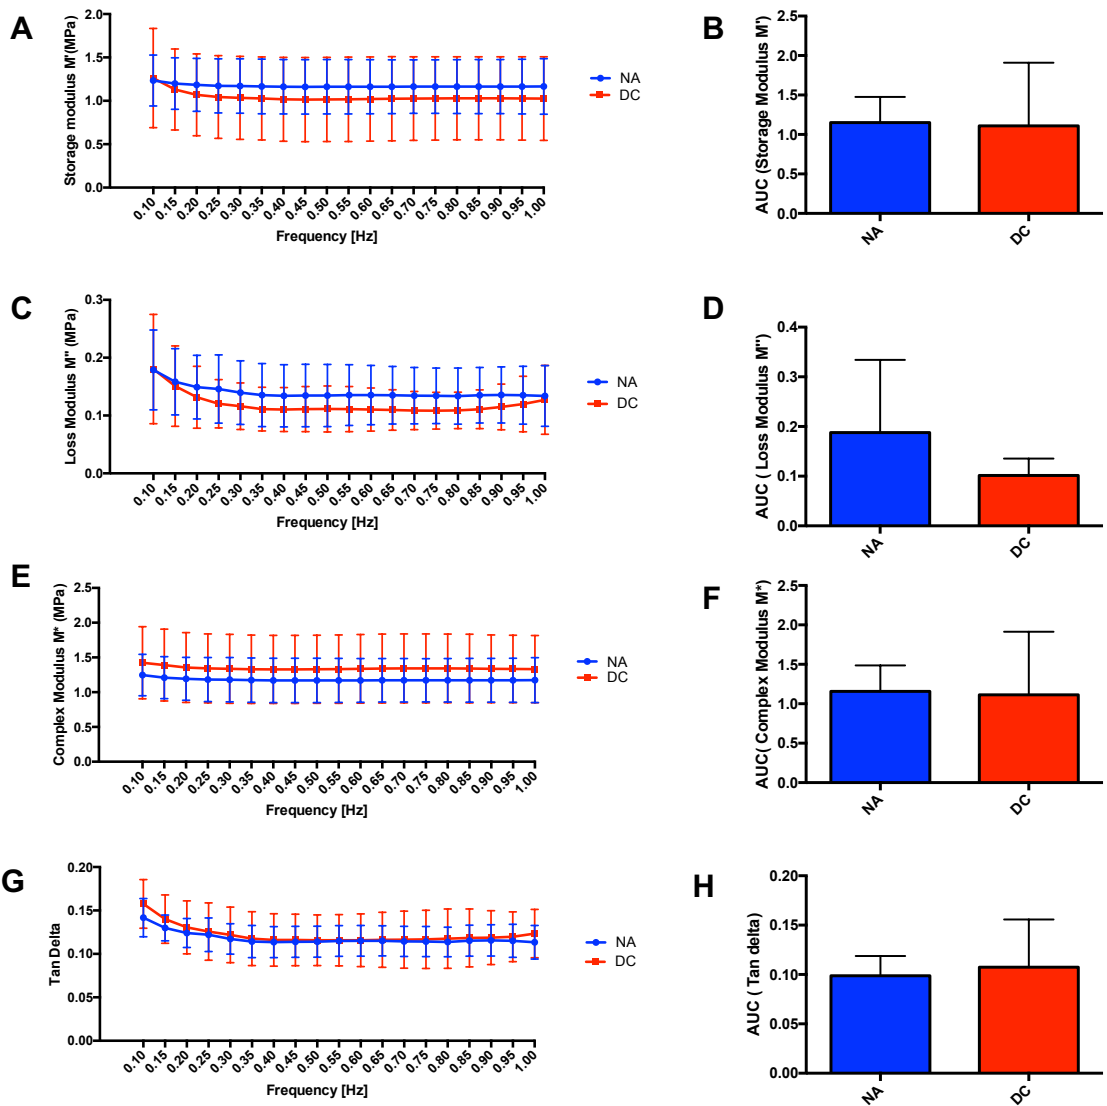 A
Storage modulus M'(MPa)
2.0
1.5
1.0
0.5
0.0
0.10 0.15 0.20 0.25 0.30 0.35 0.40 0.45 0.50 0.55 0.60 0.65 0.70 0.75 0.80 0.85 0.90 0.95 1.00
Frequency [Hz]
NA
DC
B
AUC (Storage Modulus M')
2.5
2.0
1.5
1.0
0.5
0.0
NA
DC
C
Loss Modulus M" (MPa)
0.3
0.2
0.1
0.0
0.10 0.15 0.20 0.25 0.30 0.35 0.40 0.45 0.50 0.55 0.60 0.65 0.70 0.75 0.80 0.85 0.90 0.95 1.00
Frequency [Hz]
NA
DC
D
AUC ( Loss Modulus M")
0.4
0.3
0.2
0.1
0.0
NA
DC
E
Complex Modulus M* (MPa)
2.5
2.0
1.5
1.0
0.5
0.0
0.10 0.15 0.20 0.25 0.30 0.35 0.40 0.45 0.50 0.55 0.60 0.65 0.70 0.75 0.80 0.85 0.90 0.95 1.00
Frequency [Hz]
NA
DC
F
AUC( Complex Modulus M*)
2.5
2.0
1.5
1.0
0.5
0.0
NA
DC
G
Tan Delta
0.20
0.15
0.10
0.05
0.00
0.10 0.15 0.20 0.25 0.30 0.35 0.40 0.45 0.50 0.55 0.60 0.65 0.70 0.75 0.80 0.85 0.90 0.95 1.00
Frequency [Hz]
NA
DC
H
AUC ( Tan delta)
0.20
0.15
0.10
0.05
0.00
NA
DC